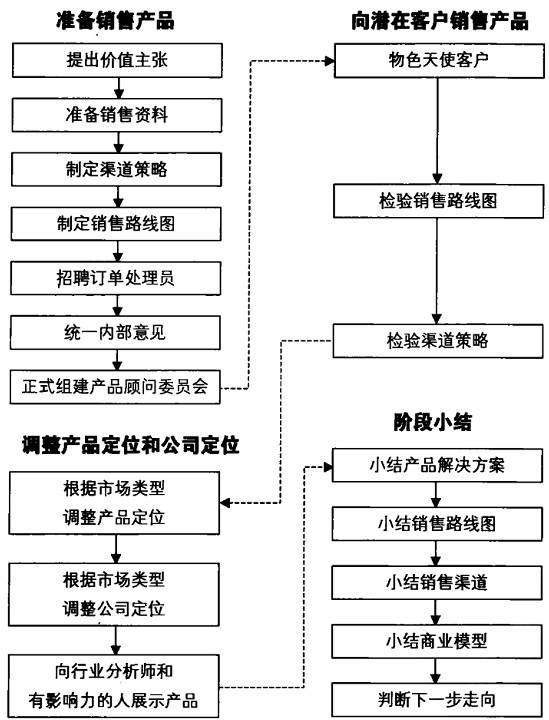 准备销售产品
提出价值主张
准备销售资料
制定渠道策略
制定销售路线图
招聘订单处理员
统一内部意见
正式组建产品顾问委员会
向潜在客户销售产品
物色天使客户
检验销售路线图
检验渠道策略
调整产品定位和公司定位
根据市场类型
调整产品定位
根据市场类型
调整公司定位
向行业分析师和
有影响力的人展示产品
阶段小结
小结产品解决方案
小结销售路线图
小结销售渠道
小结商业模型
判断下一步走向